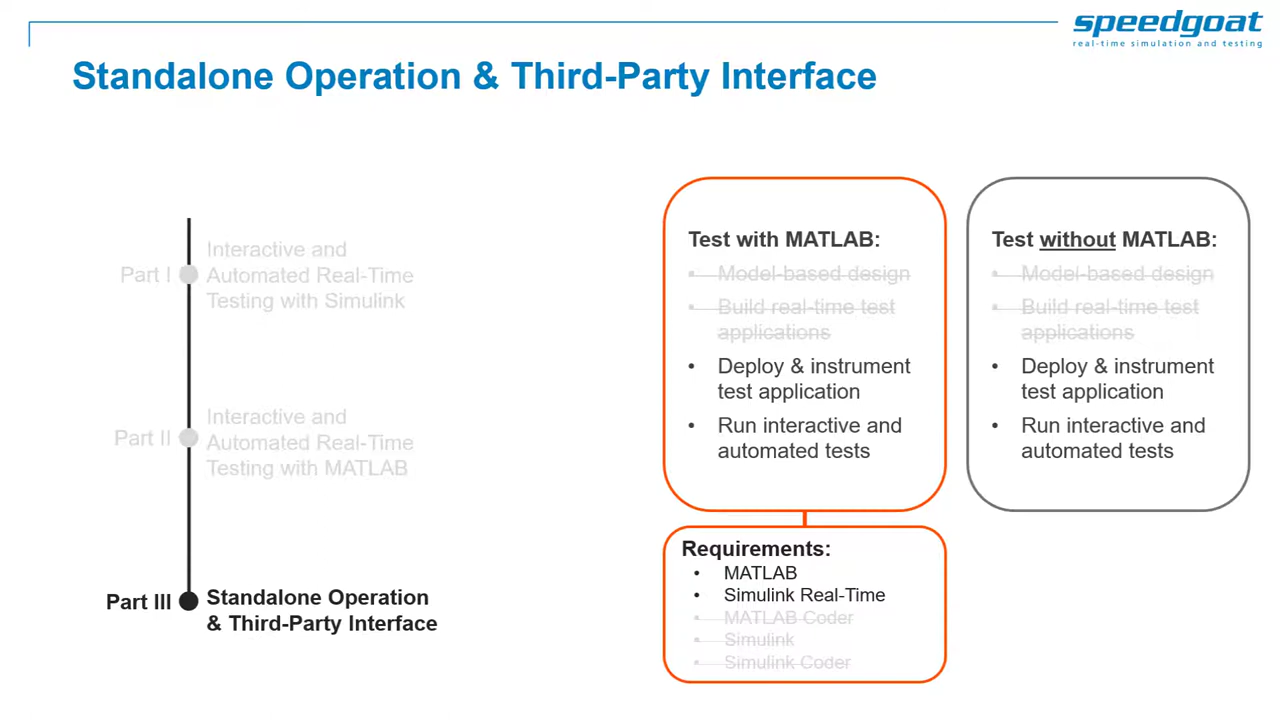 speedgoat
real-time simulation and testing
Standalone Operation & Third-Party Interface
Part I
Interactive and
Automated Real-Time
Testing with Simulink
Part II
Interactive and
Automated Real-Time
Testing with MATLAB
Part III
Standalone Operation
& Third-Party Interface
Test with MATLAB:
• Model-based design
• Build real-time test
applications
• Deploy & instrument
test application
• Run interactive and
automated tests
Requirements:
• MATLAB
• Simulink Real-Time
• MATLAB Coder
• Simulink
• Simulink Coder
Test without MATLAB:
• Model-based design
• Build real-time test
applications
• Deploy & instrument
test application
• Run interactive and
automated tests